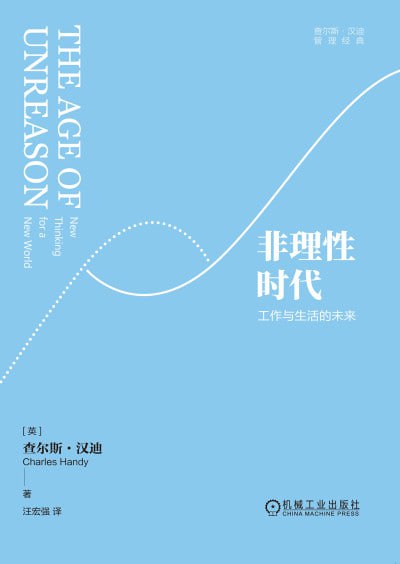 查尔斯·汉迪
管理经典
THE AGE OF
UNREASON
New
Thinking
for a
New World
非理性
时代
工作与生活的未来
[英]
查尔斯·汉迪
Charles Handy
著
汪宏强 译
机械工业出版社
CHINA MACHINE PRESS